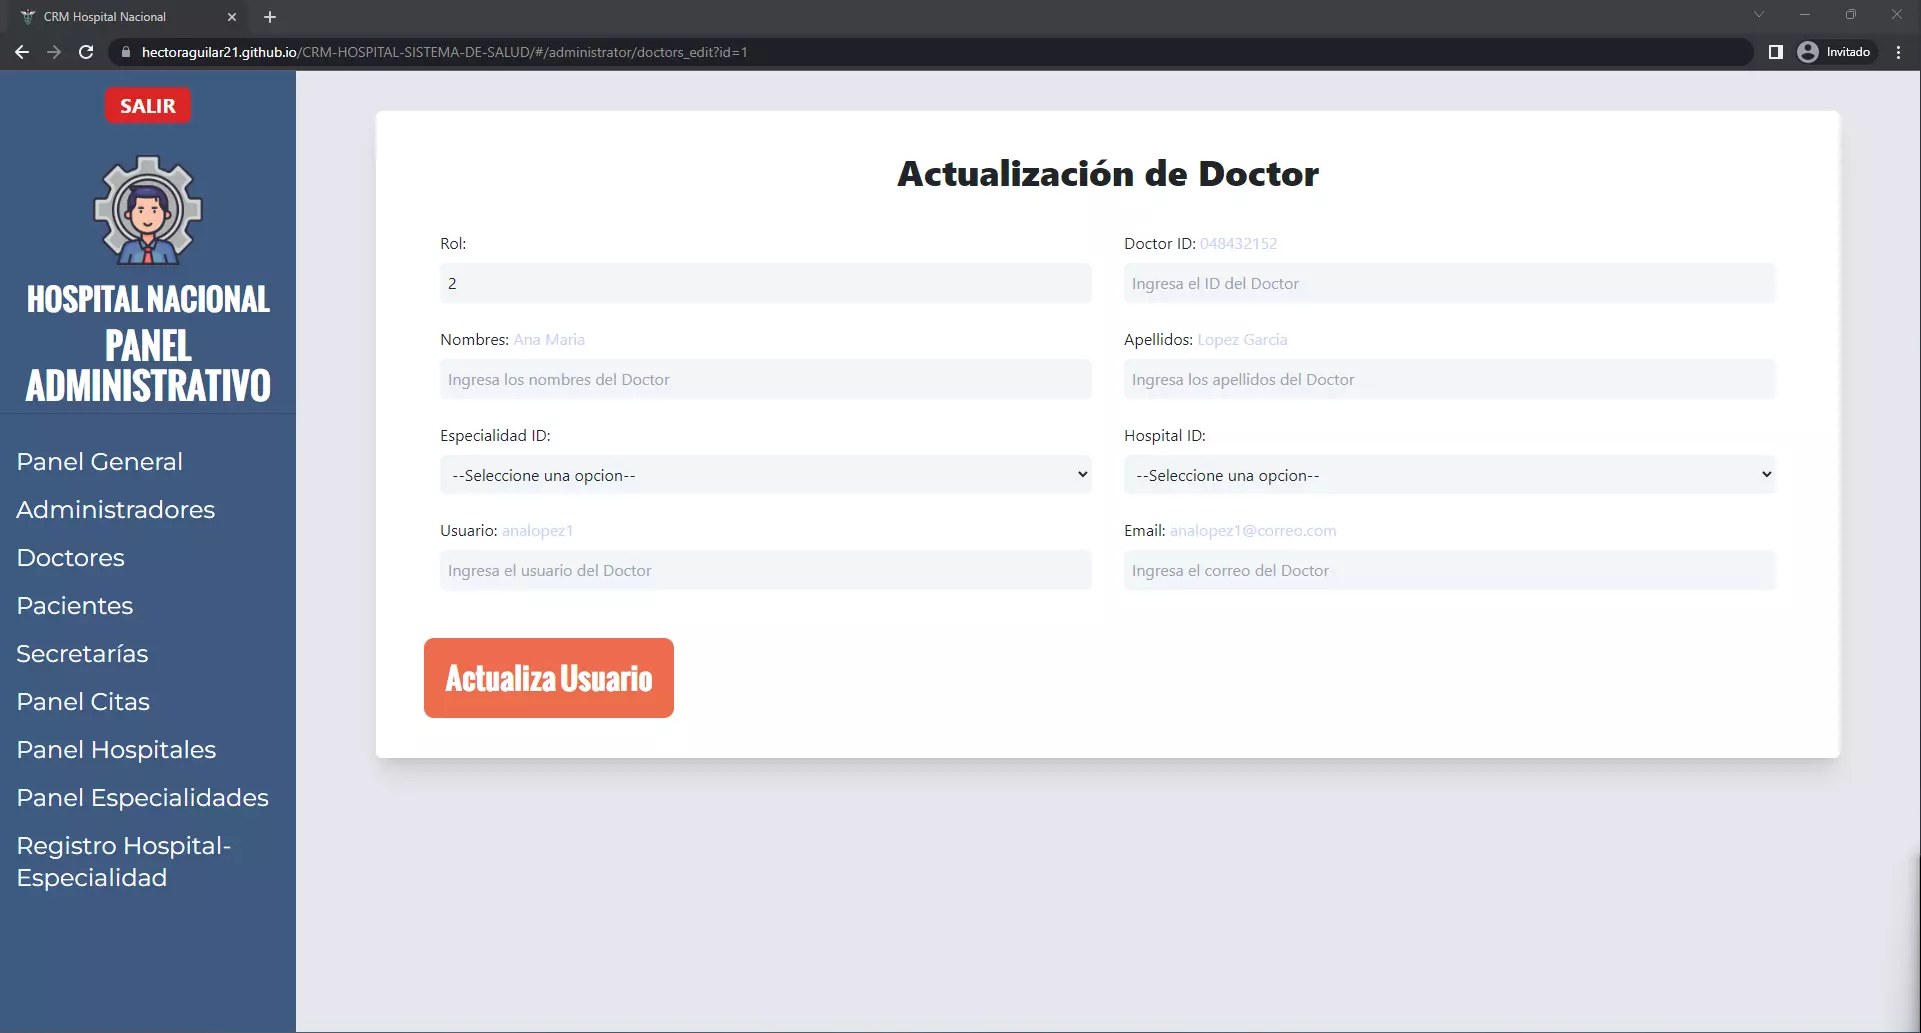 CRM Hospital Nacional
hectoraguilar21.github.io/CRM-HOSPITAL-SISTEMA-DE-SALUD/#/administrator/doctors_edit?id=1
Invitado
SALIR
HOSPITAL NACIONAL
PANEL
ADMINISTRATIVO
Panel General
Administradores
Doctores
Pacientes
Secretarías
Panel Citas
Panel Hospitales
Panel Especialidades
Registro Hospital-
Especialidad
Actualización de Doctor
Rol:
2
Doctor ID: 048432152
Ingresa el ID del Doctor
Nombres: Ana Maria
Ingresa los nombres del Doctor
Apellidos: Lopez Garcia
Ingresa los apellidos del Doctor
Especialidad ID:
--Seleccione una opcion--
Hospital ID:
--Seleccione una opcion--
Usuario: analopez1
Ingresa el usuario del Doctor
Email: analopez1@correo.com
Ingresa el correo del Doctor
Actualiza Usuario